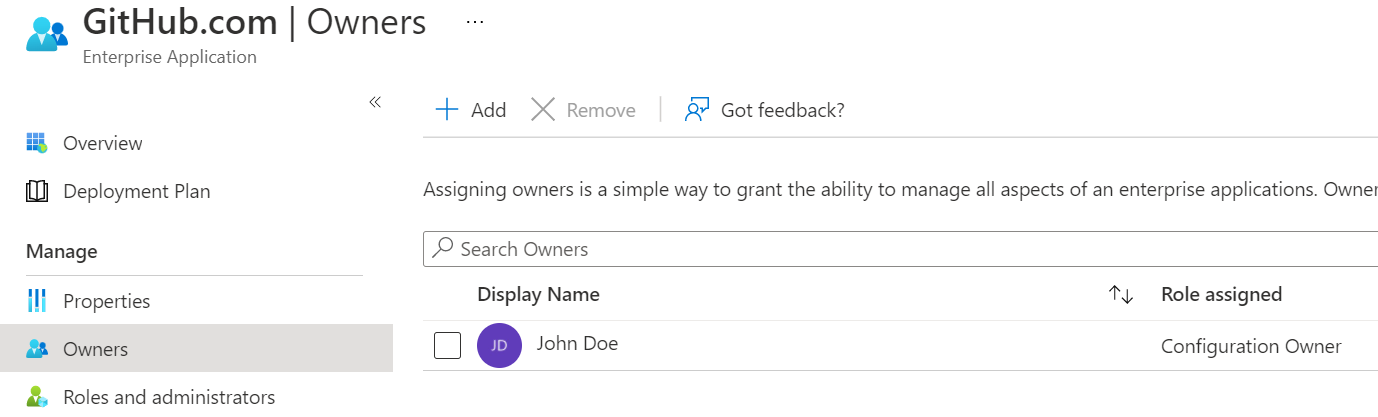 GitHub.com | Owners ...
Enterprise Application
«
Add Remove Got feedback?
Overview
Deployment Plan
Assigning owners is a simple way to grant the ability to manage all aspects of an enterprise applications. Owner
Manage
Search Owners
Display Name Role assigned
Properties
Owners
JD John Doe Configuration Owner
Roles and administrators